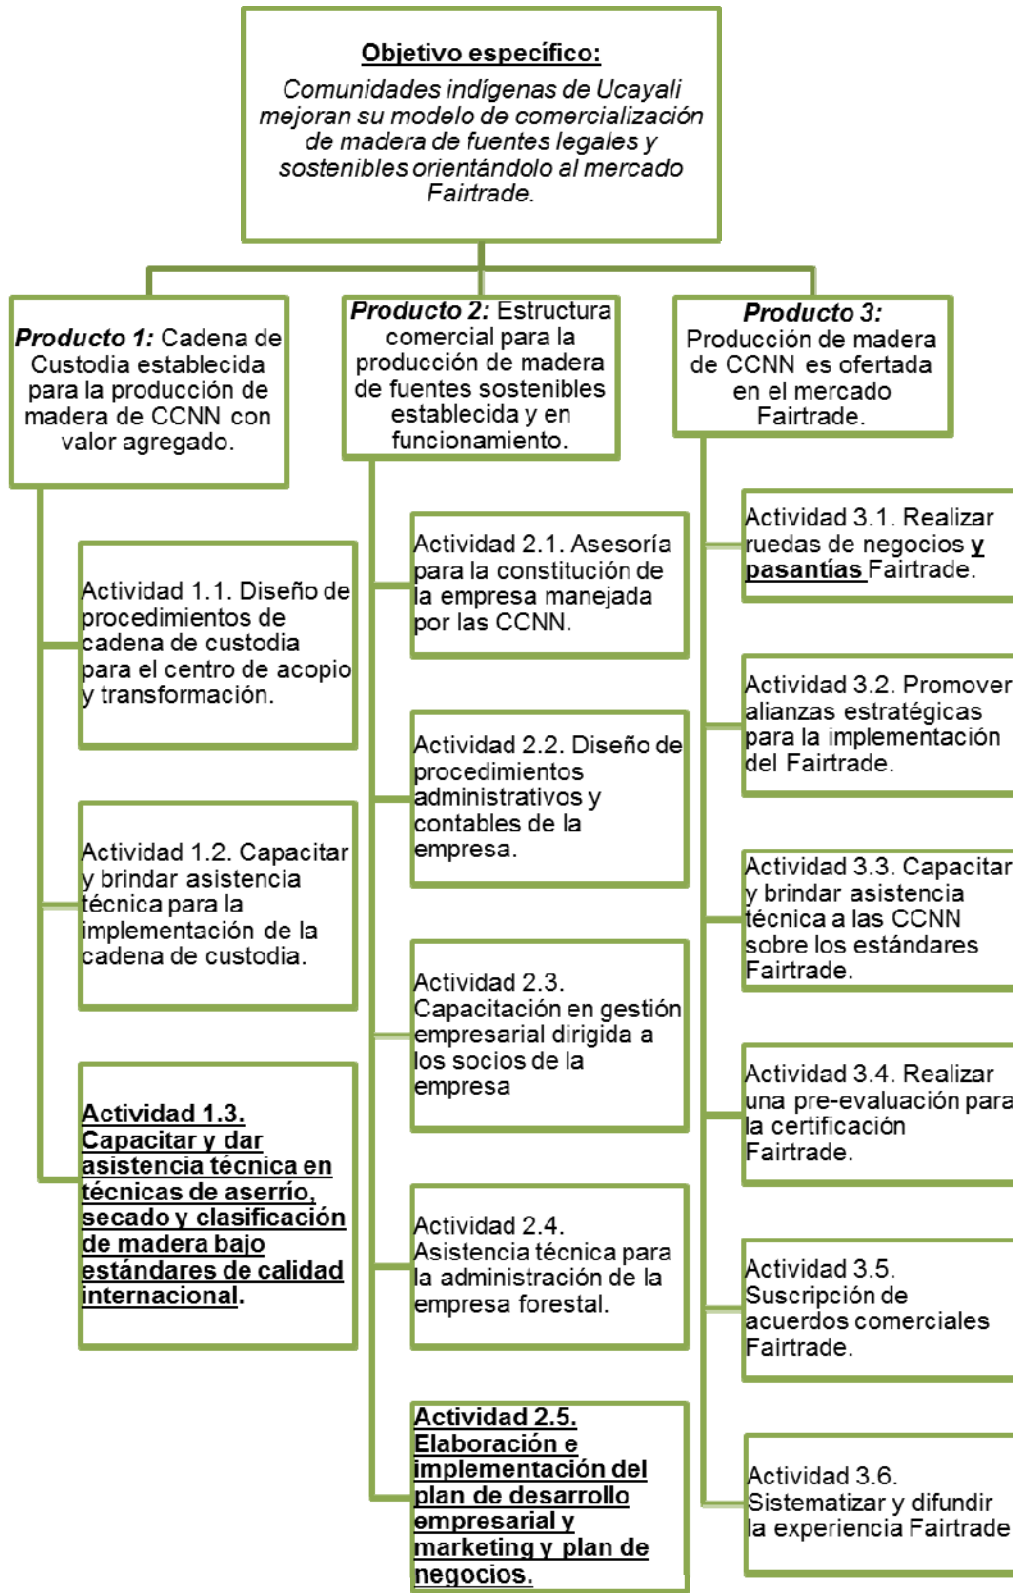 Objetivo específico:
Comunidades indígenas de Ucayali
mejoran su modelo de comercialización
de madera de fuentes legales y
sostenibles orientándolo al mercado
Fairtrade.
Producto 1: Cadena de
Custodia establecida
para la producción de
madera de CCNN con
valor agregado.
Actividad 1.1. Diseño de
procedimientos de
cadena de custodia
para el centro de acopio
y transformación.
Actividad 1.2. Capacitar
y brindar asistencia
técnica para la
implementación de la
cadena de custodia.
Actividad 1.3.
Capacitar y dar
asistencia técnica en
técnicas de aserrío,
secado y clasificación
de madera bajo
estándares de calidad
internacional.
Producto 2: Estructura
comercial para la
producción de madera
de fuentes sostenibles
establecida y en
funcionamiento.
Actividad 2.1. Asesoría
para la constitución de
la empresa manejada
por las CCNN.
Actividad 2.2. Diseño de
procedimientos
administrativos y
contables de la
empresa.
Actividad 2.3.
Capacitación en gestión
empresarial dirigida a
los socios de la
empresa
Actividad 2.4.
Asistencia técnica para
la administración de la
empresa forestal.
Actividad 2.5.
Elaboración e
implementación del
plan de desarrollo
empresarial y
marketing y plan de
negocios.
Producto 3:
Producción de madera
de CCNN es ofertada
en el mercado
Fairtrade.
Actividad 3.1. Realizar
ruedas de negocios y
pasantías Fairtrade.
Actividad 3.2. Promover
alianzas estratégicas
para la implementación
del Fairtrade.
Actividad 3.3. Capacitar
y brindar asistencia
técnica a las CCNN
sobre los estándares
Fairtrade.
Actividad 3.4. Realizar
una pre-evaluación para
la certificación
Fairtrade.
Actividad 3.5.
Suscripción de
acuerdos comerciales
Fairtrade.
Actividad 3.6.
Sistematizar y difundir
la experiencia Fairtrade